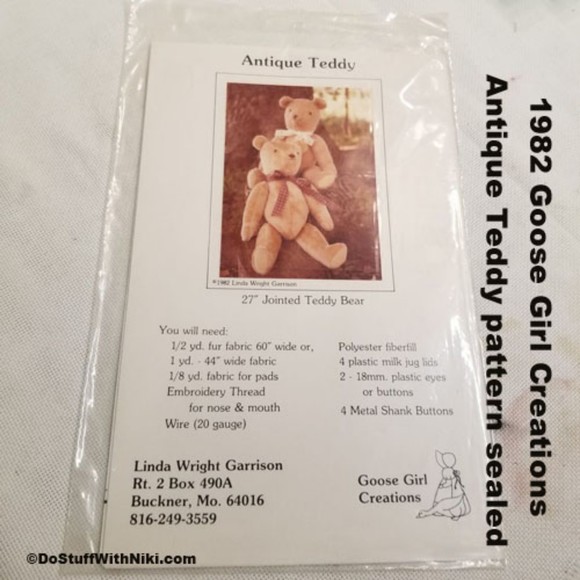 Antique Teddy
©1982 Linda Wright Garrison
27" Jointed Teddy Bear
You will need:
1/2 yd. fur fabric 60" wide or,
1 yd. - 44" wide fabric
1/8 yd. fabric for pads
Embroidery Thread
for nose & mouth
Wire (20 gauge)
Polyester fiberfill
4 plastic milk jug lids
2 - 18mm. plastic eyes
or buttons
4 Metal Shank Buttons
Linda Wright Garrison
Rt. 2 Box 490A
Buckner, Mo. 64016
816-249-3559
Goose Girl
Creations
1982 Goose Girl Creations
Antique Teddy pattern sealed
©DoStuffWithNiki.com